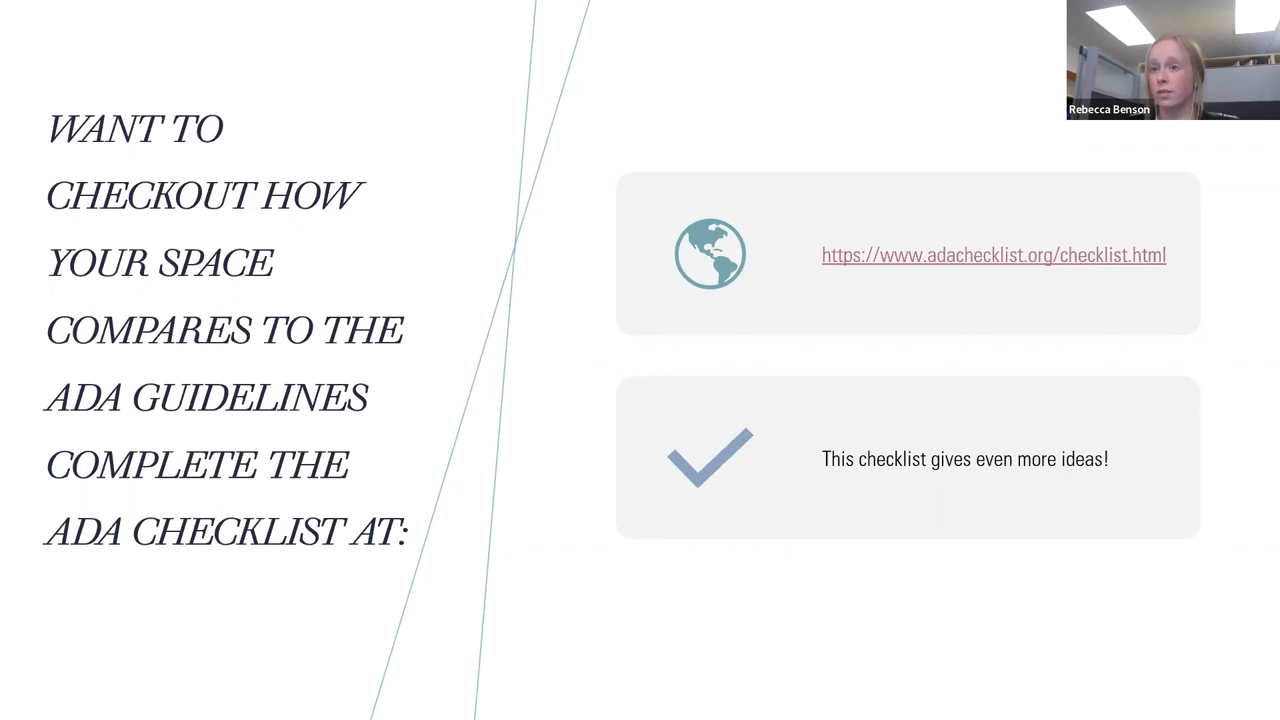 WANT TO
CHECKOUT HOW
YOUR SPACE
COMPARES TO THE
ADA GUIDELINES
COMPLETE THE
ADA CHECKLIST AT:
Rebecca Benson
https://www.adachecklist.org/checklist.html
This checklist gives even more ideas!